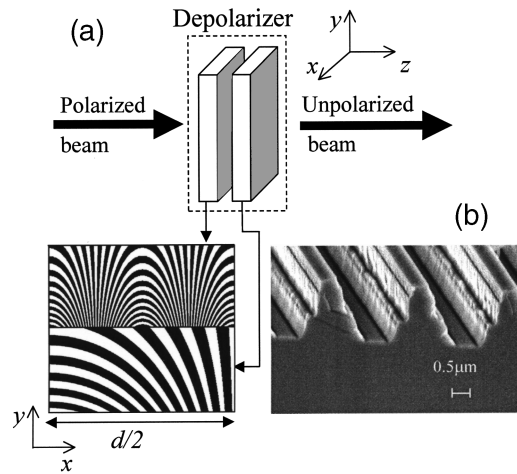 (a)
Depolarizer
y
x
z
Polarized
beam
Unpolarized
beam
(b)
0.5μm
y
x
d/2